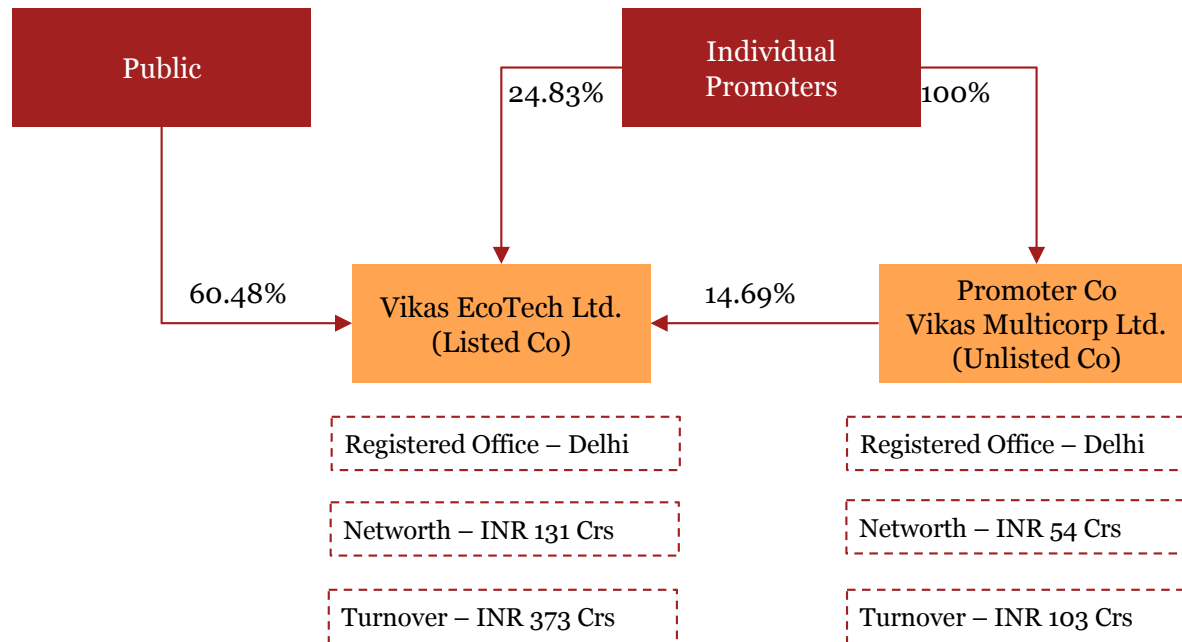 Public
Individual
Promoters
24.83%
100%
60.48%
Vikas EcoTech Ltd.
(Listed Co)
14.69%
Promoter Co
Vikas Multicorp Ltd.
(Unlisted Co)
Registered Office – Delhi
Registered Office – Delhi
Networth – INR 131 Crs
Networth – INR 54 Crs
Turnover – INR 373 Crs
Turnover – INR 103 Crs